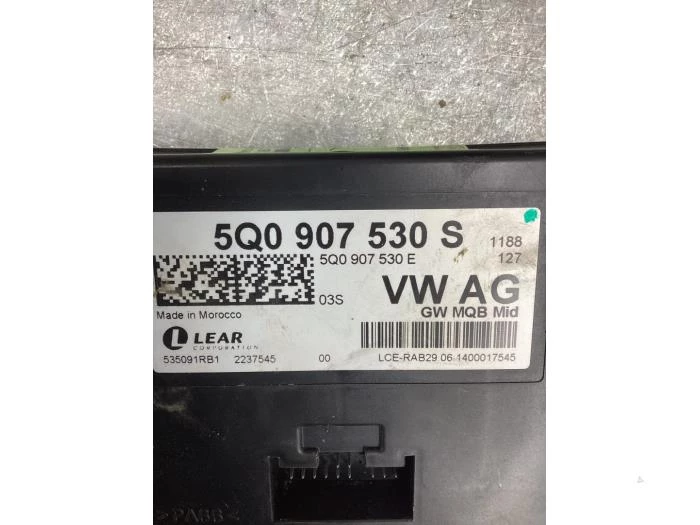 5Q0 907 530 S 1188
5Q0 907 530 E 127
03S VW AG
Made in Morocco GW MQB Mid
LEAR
CORPORATION
535091RB1 2237545 00 LCE-RAB29 06 1400017545
>PA66<